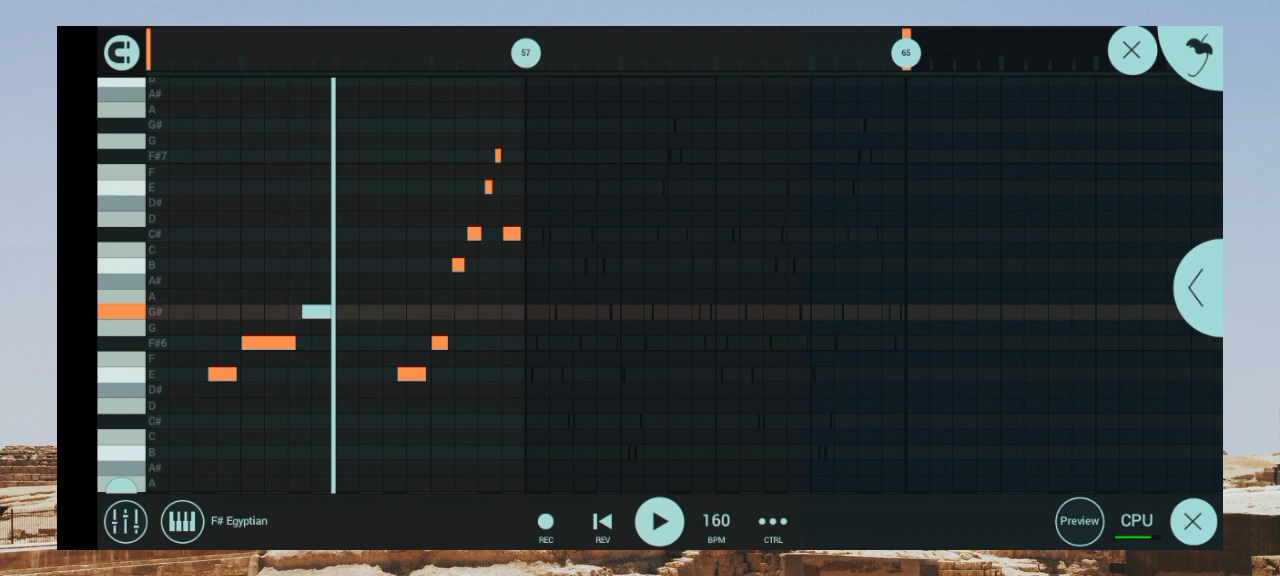 57
65
A#
A
G#
G
F#7
F
E
D#
D
C#
C
B
A#
A
G#
G
F#6
F
E
D#
D
C#
C
B
A#
A
F# Egyptian
REC
REV
160
BPM
CTRL
Preview
CPU